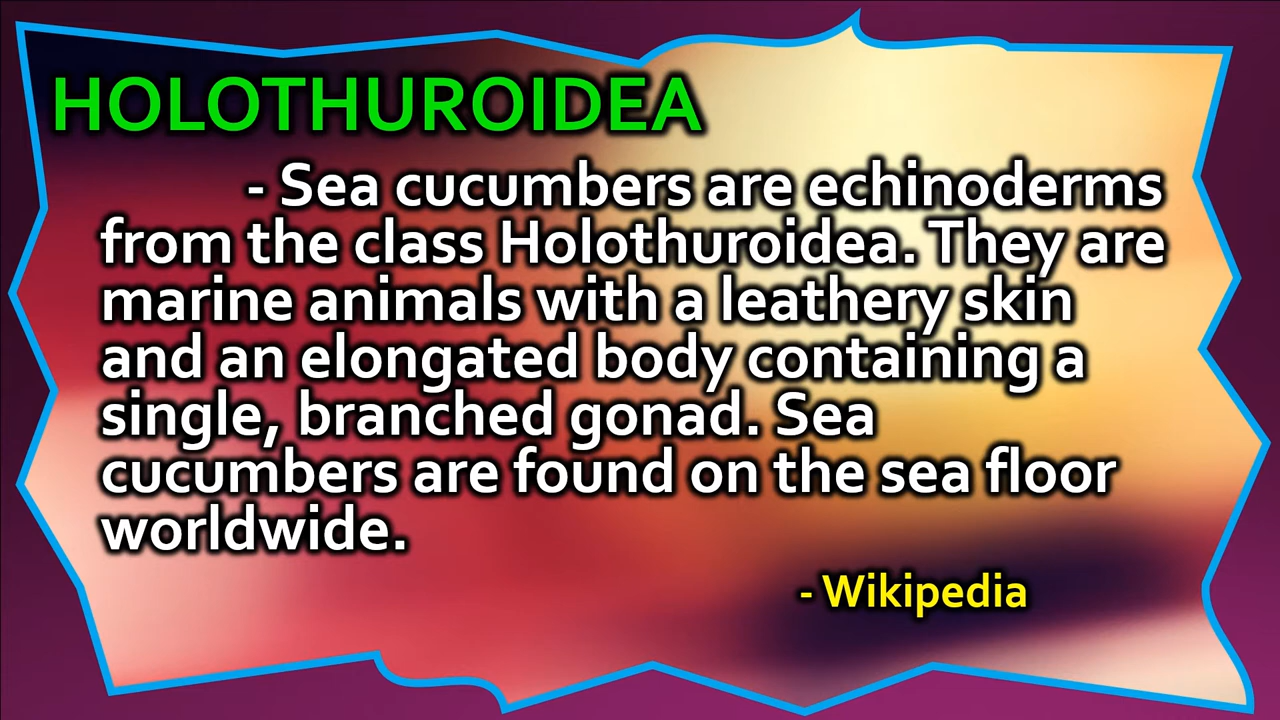 HOLOTHUROIDEA
- Sea cucumbers are echinoderms
from the class Holothuroidea. They are
marine animals with a leathery skin
and an elongated body containing a
single, branched gonad. Sea
cucumbers are found on the sea floor
worldwide.
- Wikipedia